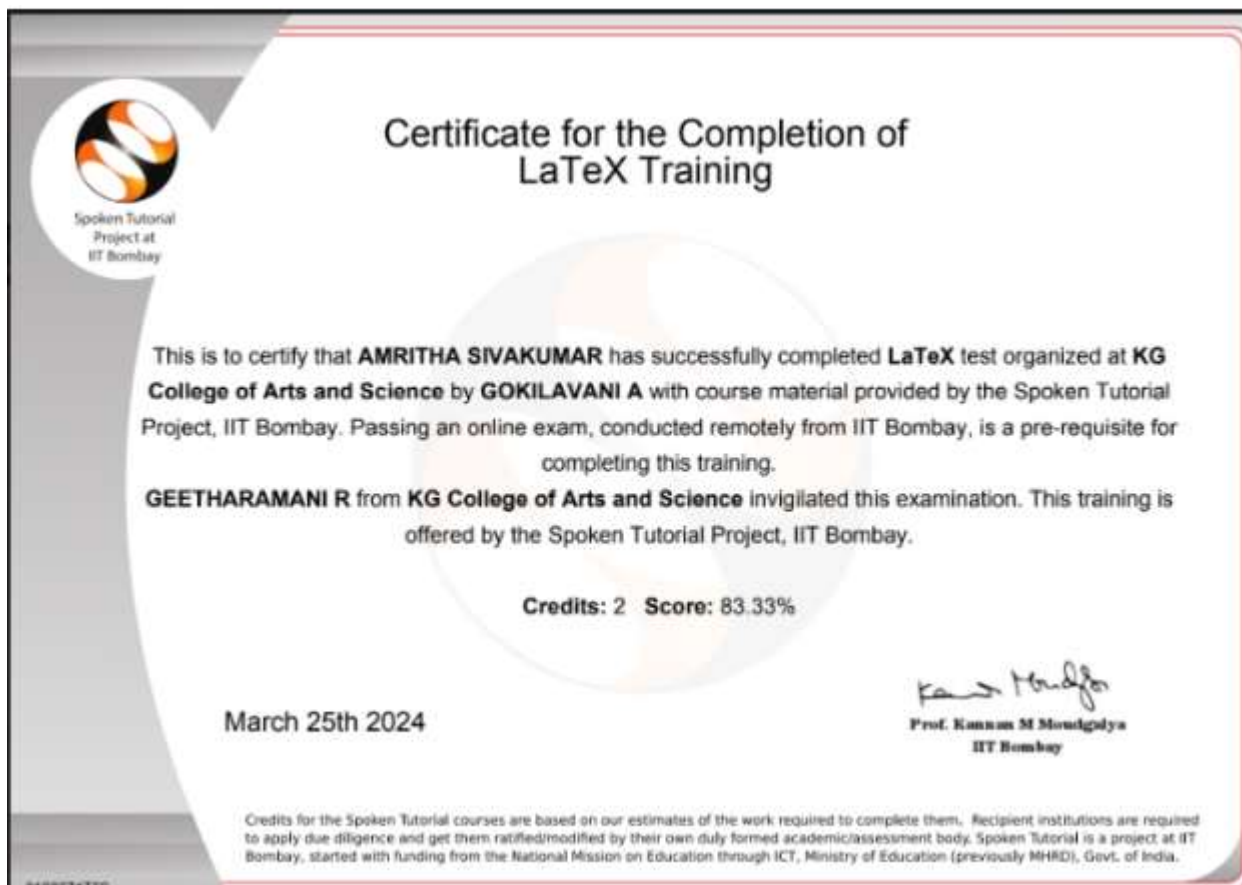 Spoken Tutorial
Project at
IIT Bombay
Certificate for the Completion of
LaTeX Training
This is to certify that AMRITHA SIVAKUMAR has successfully completed LaTeX test organized at KG
College of Arts and Science by GOKILAVANI A with course material provided by the Spoken Tutorial
Project, IIT Bombay. Passing an online exam, conducted remotely from IIT Bombay, is a pre-requisite for
completing this training.
GEETHARAMANI R from KG College of Arts and Science invigilated this examination. This training is
offered by the Spoken Tutorial Project, IIT Bombay.
Credits: 2 Score: 83.33%
March 25th 2024
Prof. Kannan M Moudgalya
IIT Bombay
Credits for the Spoken Tutorial courses are based on our estimates of the work required to complete them. Recipient institutions are required
to apply due diligence and get them ratified/modified by their own duly formed academic/assessment body. Spoken Tutorial is a project at IIT
Bombay, started with funding from the National Mission on Education through ICT, Ministry of Education (previously MHRD), Govt. of India.